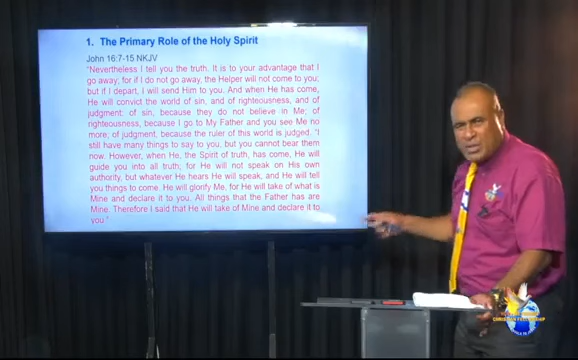 1. The Primary Role of the Holy Spirit
John 16:7-15 NKJV
"Nevertheless I tell you the truth. It is to your advantage that I
go away; for if I do not go away, the Helper will not come to you;
but if I depart, I will send Him to you. And when He has come,
He will convict the world of sin, and of righteousness, and of
judgment: of sin, because they do not believe in Me; of
righteousness, because I go to My Father and you see Me no
more; of judgment, because the ruler of this world is judged. "I
still have many things to say to you, but you cannot bear them
now. However, when He, the Spirit of truth, has come, He will
guide you into all truth; for He will not speak on His own
authority, but whatever He hears He will speak; and He will tell
you things to come. He will glorify Me, for He will take of what is
Mine and declare it to you. All things that the Father has are
Mine. Therefore I said that He will take of Mine and declare it to
you."
CHRISTIAN FELLOWSHIP